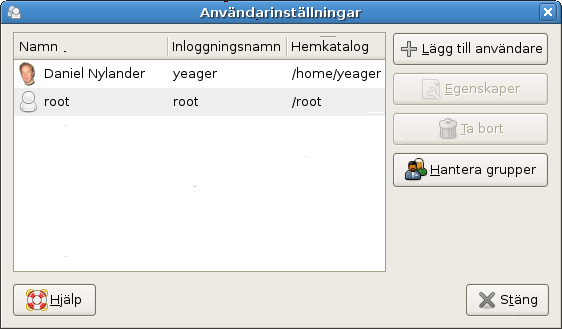 Användarinställningar
Namn Inloggningsnamn Hemkatalog
Daniel Nylander yeager /home/yeager
root root /root
Lägg till användare
Egenskaper
Ta bort
Hantera grupper
Hjälp
Stäng